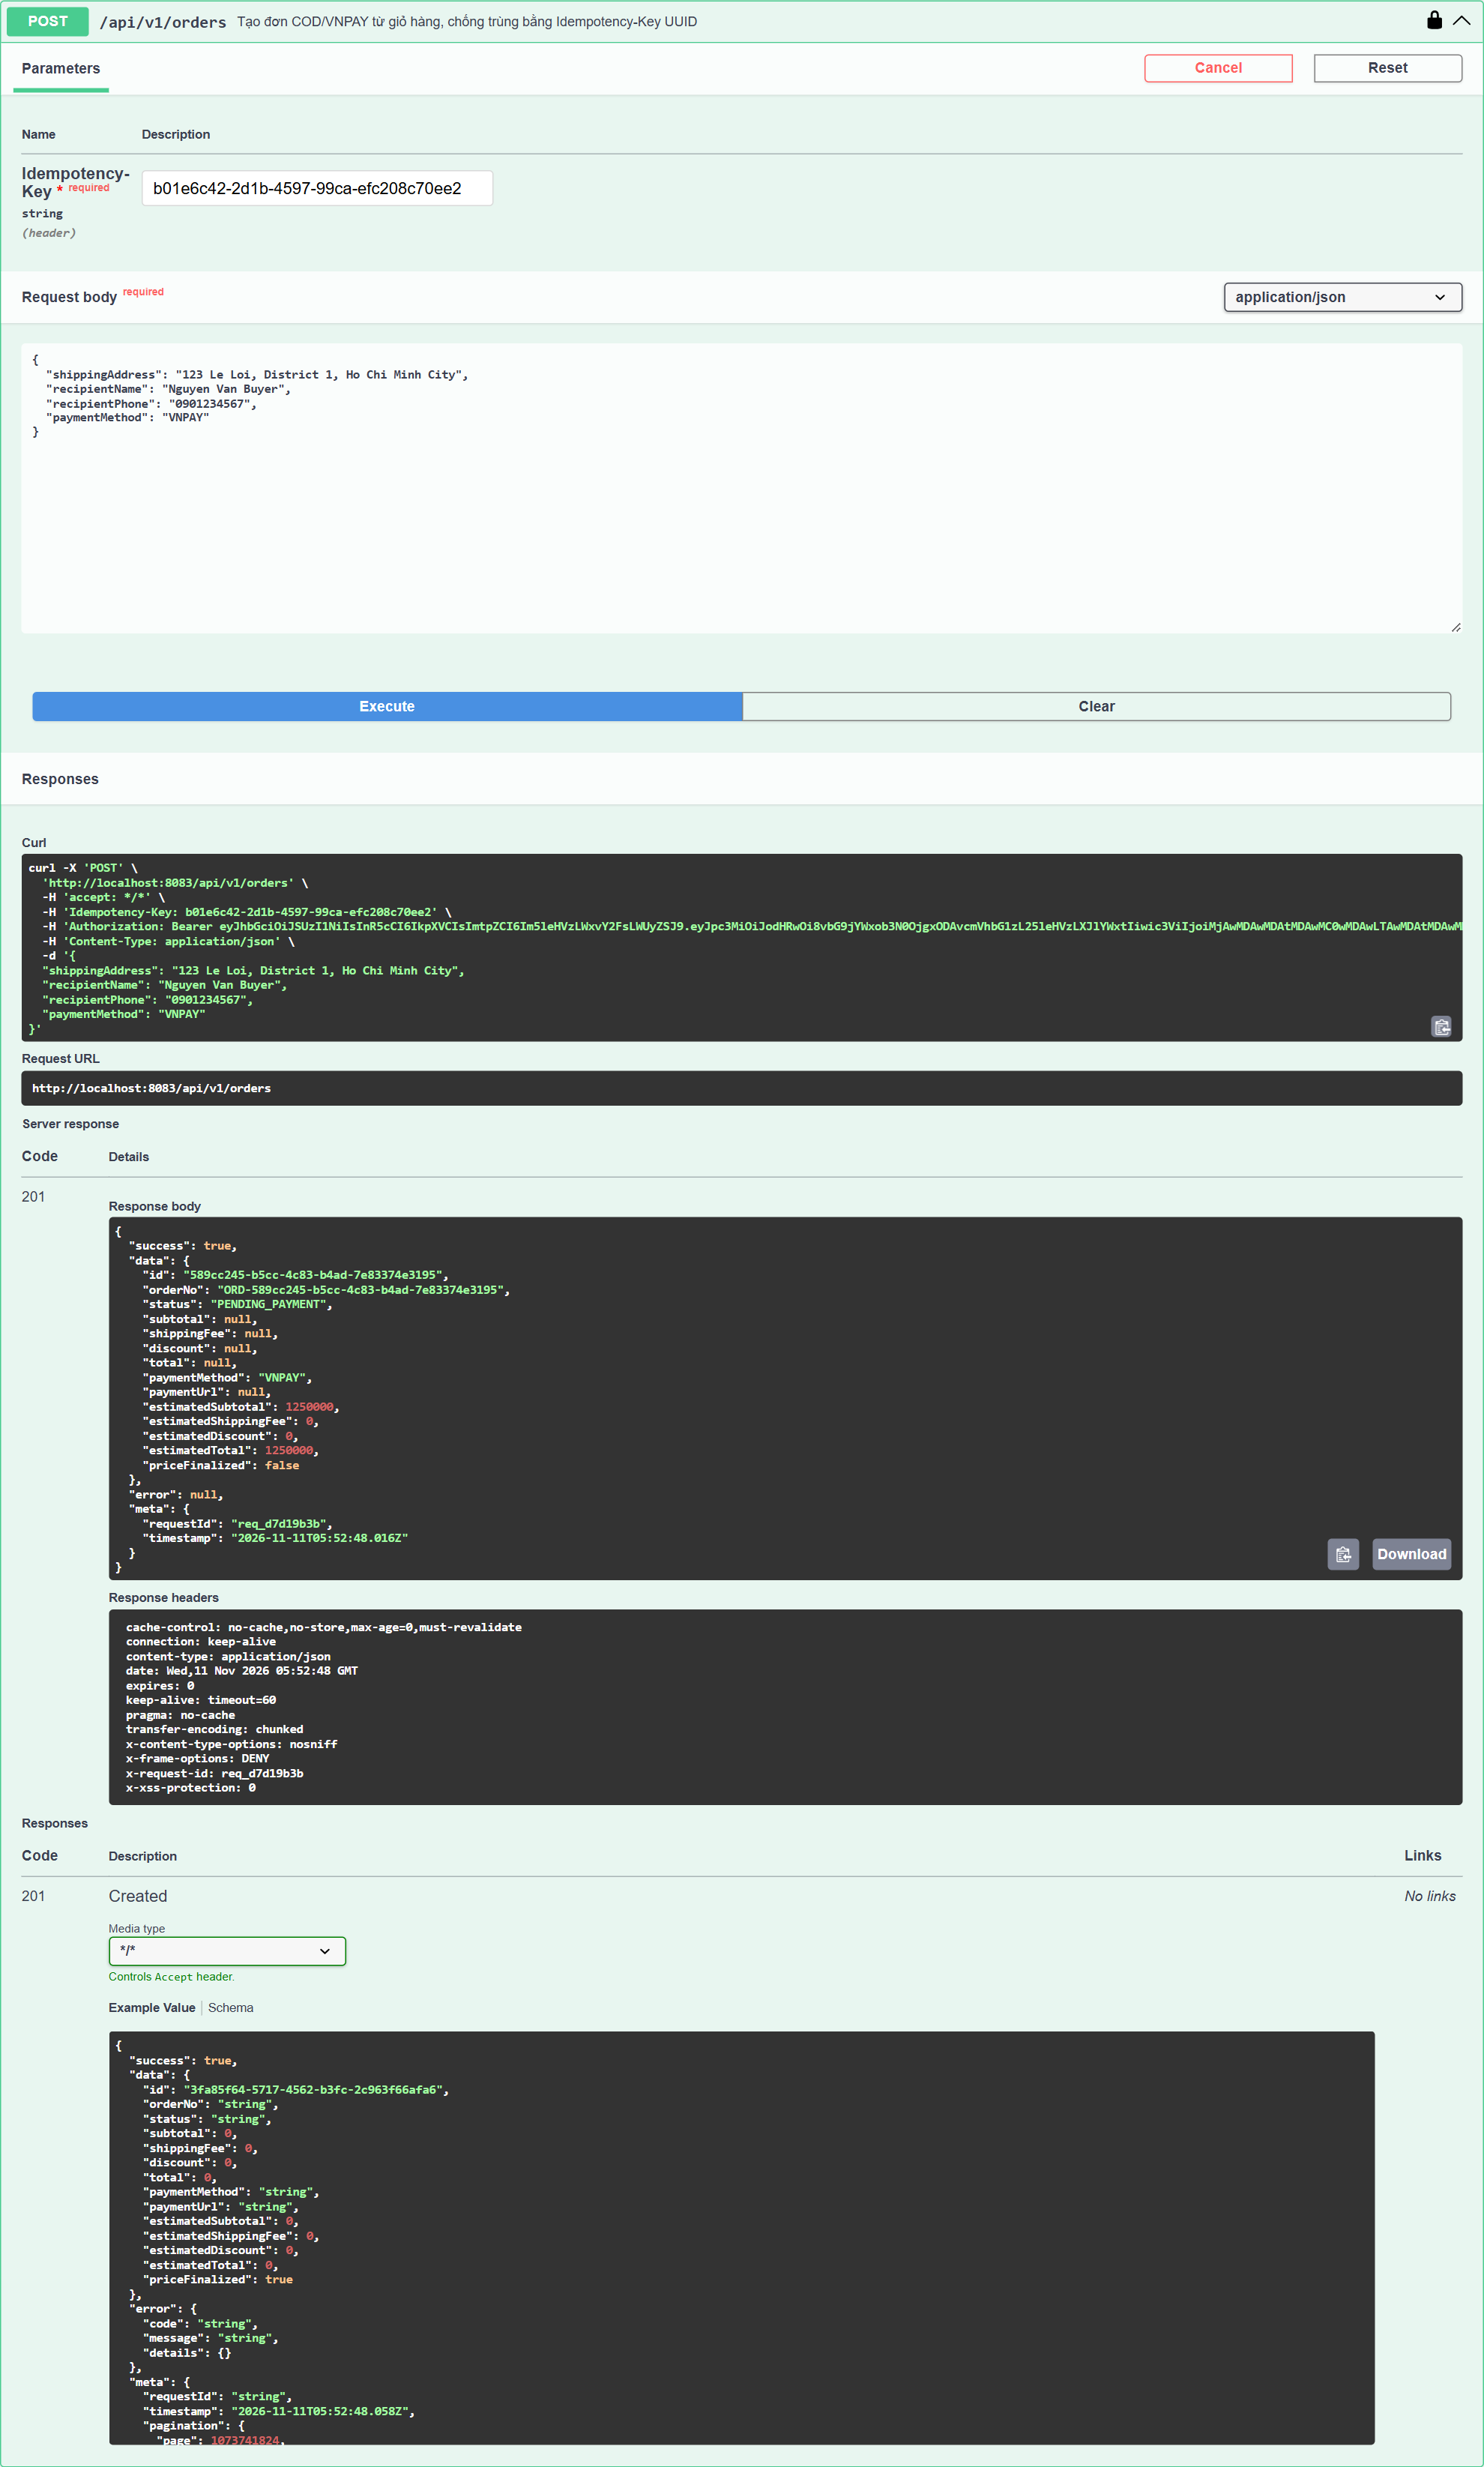 POST /api/v1/orders Tạo đơn COD/VNPAY từ giỏ hàng, chống trùng bằng Idempotency-Key UUID
Parameters
Cancel
Reset
Name Description
Idempotency-
Key * required
string
(header)
b01e6c42-2d1b-4597-99ca-efc208c70ee2
Request body required
application/json
{
  "shippingAddress": "123 Le Loi, District 1, Ho Chi Minh City",
  "recipientName": "Nguyen Van Buyer",
  "recipientPhone": "0901234567",
  "paymentMethod": "VNPAY"
}
Execute
Clear
Responses
Curl
curl -X 'POST' \
  'http://localhost:8083/api/v1/orders' \
  -H 'accept: */*' \
  -H 'Idempotency-Key: b01e6c42-2d1b-4597-99ca-efc208c70ee2' \
  -H 'Authorization: Bearer
  -H 'Content-Type: application/json' \
  -d '{
  "shippingAddress": "123 Le Loi, District 1, Ho Chi Minh City",
  "recipientName": "Nguyen Van Buyer",
  "recipientPhone": "0901234567",
  "paymentMethod": "VNPAY"
}'
Request URL
http://localhost:8083/api/v1/orders
Server response
Code Details
201
Response body
{
  "success": true,
  "data": {
    "id": "589cc245-b5cc-4c83-b4ad-7e83374e3195",
    "orderNo": "ORD-589cc245-b5cc-4c83-b4ad-7e83374e3195",
    "status": "PENDING_PAYMENT",
    "subtotal": null,
    "shippingFee": null,
    "discount": null,
    "total": null,
    "paymentMethod": "VNPAY",
    "paymentUrl": null,
    "estimatedSubtotal": 1250000,
    "estimatedShippingFee": 0,
    "estimatedDiscount": 0,
    "estimatedTotal": 1250000,
    "priceFinalized": false
  },
  "error": null,
  "meta": {
    "requestId": "req_d7d19b3b",
    "timestamp": "2026-11-11T05:52:48.016Z"
  }
}
Download
Response headers
cache-control: no-cache,no-store,max-age=0,must-revalidate
connection: keep-alive
content-type: application/json
date: Wed,11 Nov 2026 05:52:48 GMT
expires: 0
keep-alive: timeout=60
pragma: no-cache
transfer-encoding: chunked
x-content-type-options: nosniff
x-frame-options: DENY
x-request-id: req_d7d19b3b
x-xss-protection: 0
Responses
Code Description Links
201 Created No links
Media type
*/*
Controls Accept header.
Example Value Schema
{
  "success": true,
  "data": {
    "id": "3fa85f64-5717-4562-b3fc-2c963f66afa6",
    "orderNo": "string",
    "status": "string",
    "subtotal": 0,
    "shippingFee": 0,
    "discount": 0,
    "total": 0,
    "paymentMethod": "string",
    "paymentUrl": "string",
    "estimatedSubtotal": 0,
    "estimatedShippingFee": 0,
    "estimatedDiscount": 0,
    "estimatedTotal": 0,
    "priceFinalized": true
  },
  "error": {
    "code": "string",
    "message": "string",
    "details": {}
  },
  "meta": {
    "requestId": "string",
    "timestamp": "2026-11-11T05:52:48.058Z",
    "pagination": {
      "page": 1073741824,